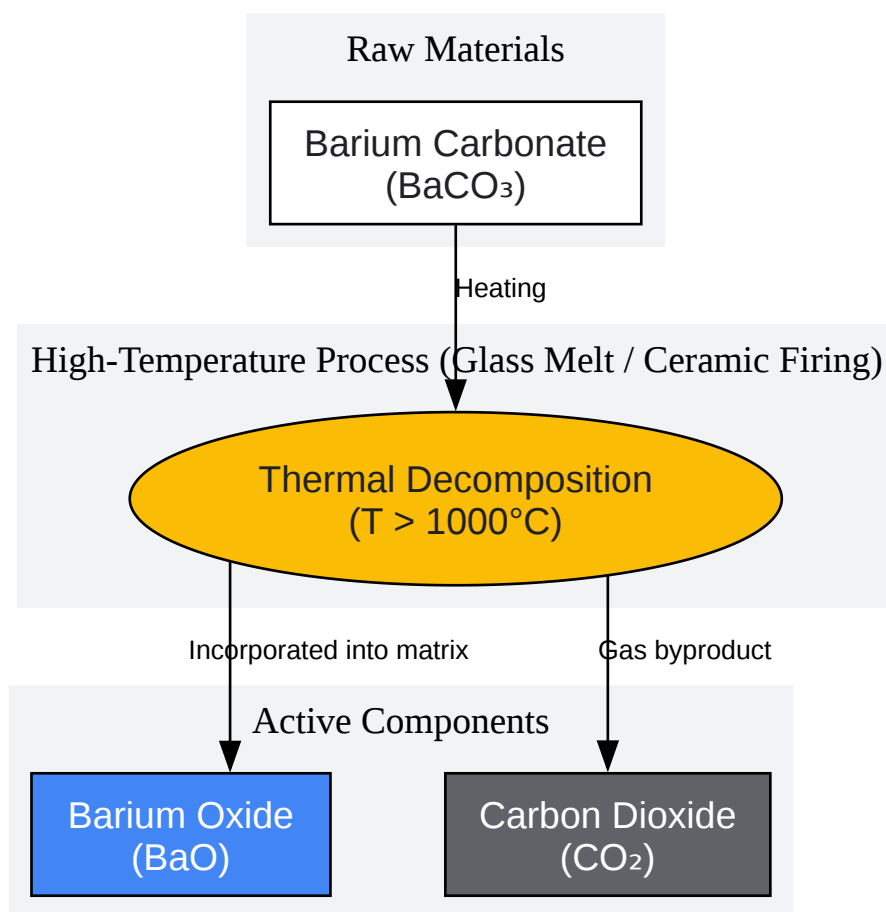 Raw Materials
Barium Carbonate
(BaCO₃)
Heating
High-Temperature Process (Glass Melt / Ceramic Firing)
Thermal Decomposition
(T > 1000°C)
Incorporated into matrix
Gas byproduct
Active Components
Barium Oxide
(BaO)
Carbon Dioxide
(CO₂)